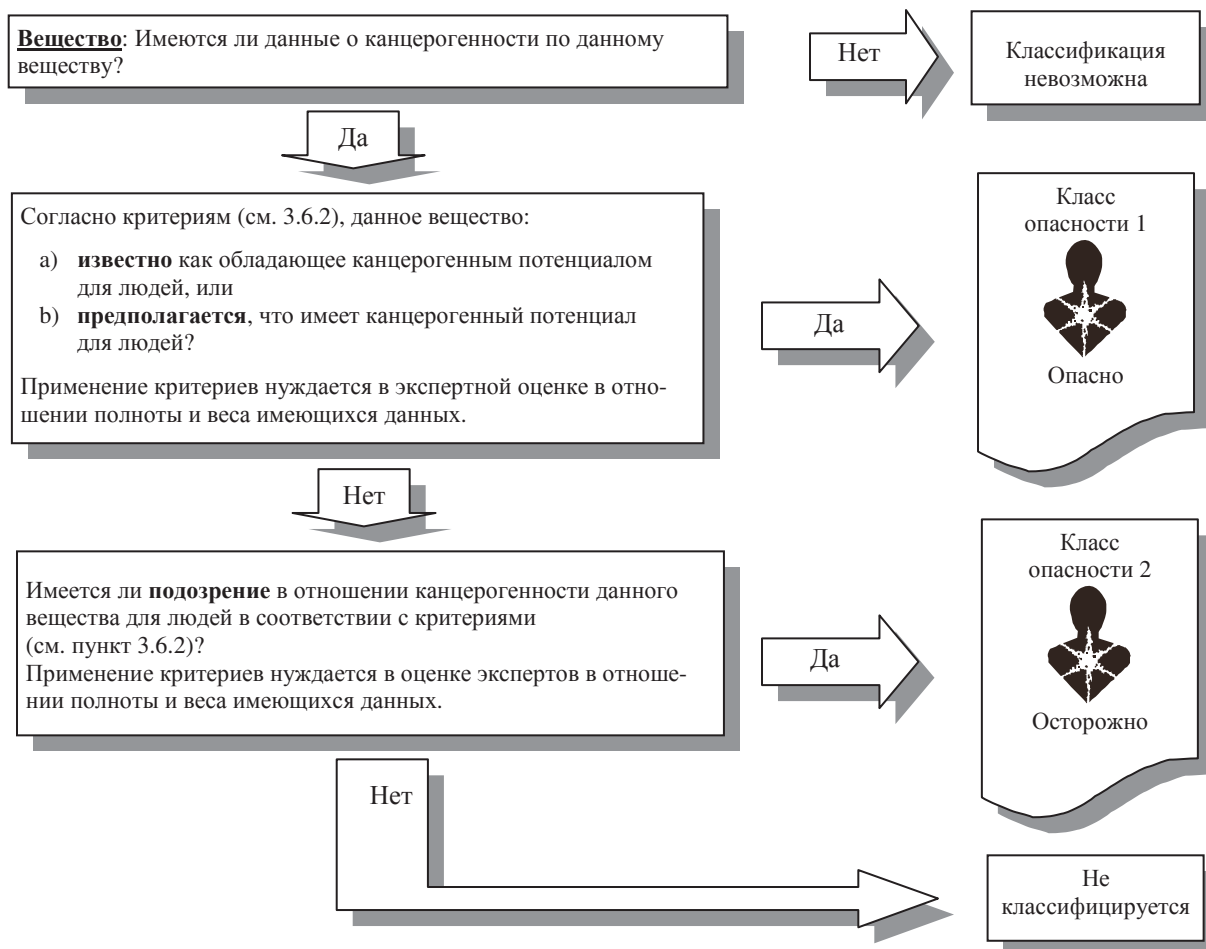 Вещество: Имеются ли данные о канцерогенности по данному
веществу?
Нет
Классификация
невозможна
Да
Согласно критериям (см. 3.6.2), данное вещество:
a) известно как обладающее канцерогенным потенциалом
для людей, или
b) предполагается, что имеет канцерогенный потенциал
для людей?
Применение критериев нуждается в экспертной оценке в отно-
шении полноты и веса имеющихся данных.
Да
Класс
опасности 1
Опасно
Нет
Имеется ли подозрение в отношении канцерогенности данного
вещества для людей в соответствии с критериями
(см. пункт 3.6.2)?
Применение критериев нуждается в оценке экспертов в отноше-
нии полноты и веса имеющихся данных.
Да
Класс
опасности 2
Осторожно
Нет
Не
классифицируется